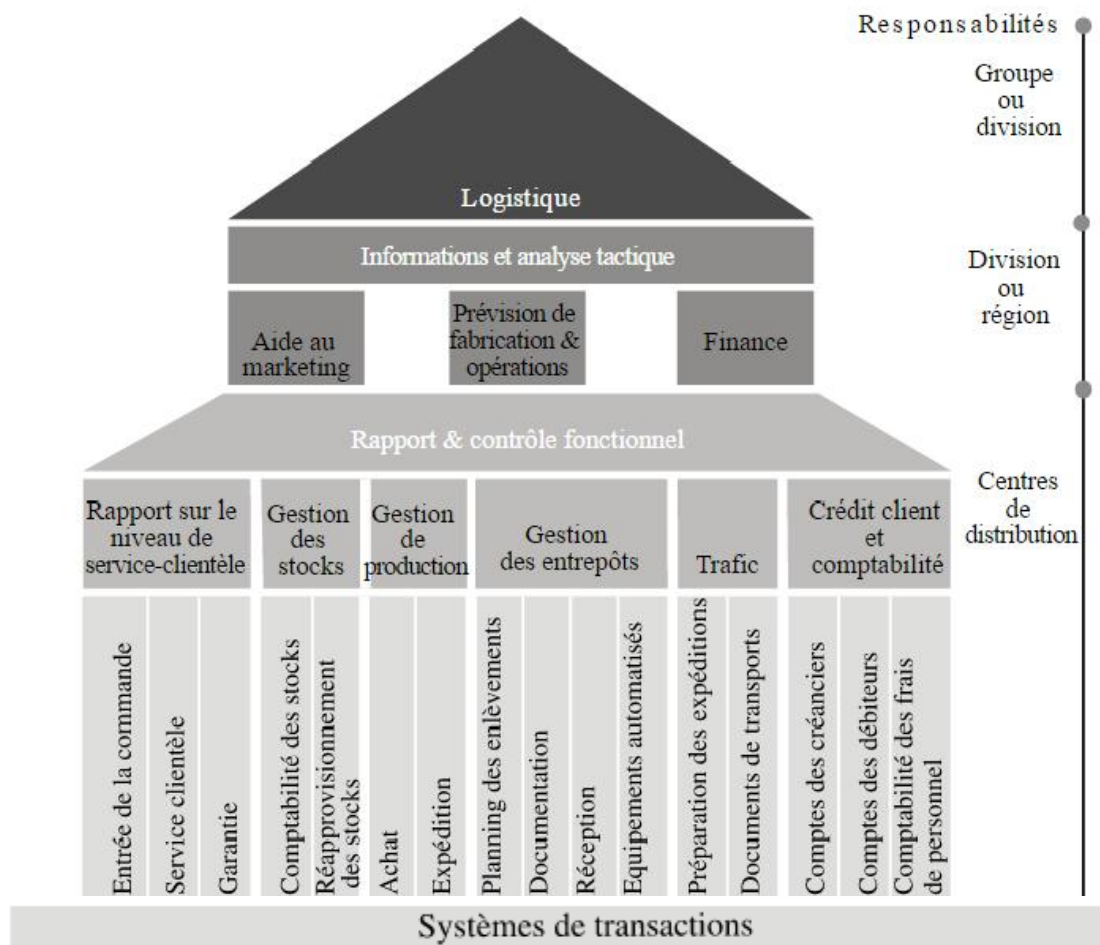 Responsabilités
Groupe
ou
division
Logistique
Informations et analyse tactique
Division
ou
région
Aide au
marketing
Prévision de
fabrication &
opérations
Finance
Rapport & contrôle fonctionnel
Centres
de
distribution
Rapport sur le
niveau de
service-clientèle
Gestion
des
stocks
Gestion
de
production
Gestion
des entrepôts
Trafic
Crédit client
et
comptabilité
Entrée de la commande
Service clientèle
Garantie
Comptabilité des stocks
Réapprovisionnement
des stocks
Achat
Expédition
Planning des enlèvements
Documentation
Réception
Equipements automatisés
Préparation des expéditions
Documents de transports
Comptes des créanciers
Comptes des débiteurs
Comptabilité des frais
de personnel
Systèmes de transactions